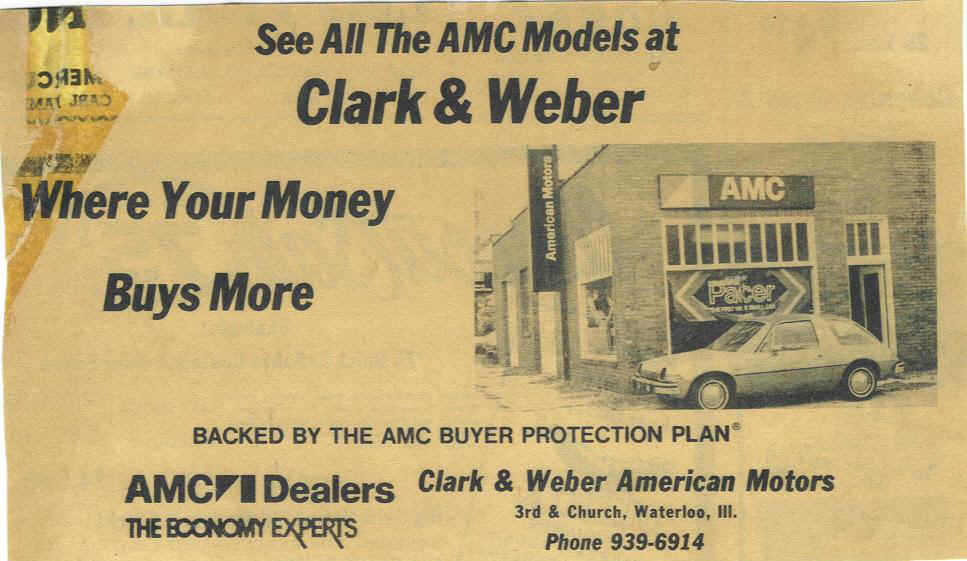 See All The AMC Models at
Clark & Weber
Where Your Money
Buys More
American Motors
AMC
Pacer
BACKED BY THE AMC BUYER PROTECTION PLAN®
AMC Dealers
THE ECONOMY EXPERTS
Clark & Weber American Motors
3rd & Church, Waterloo, Ill.
Phone 939-6914